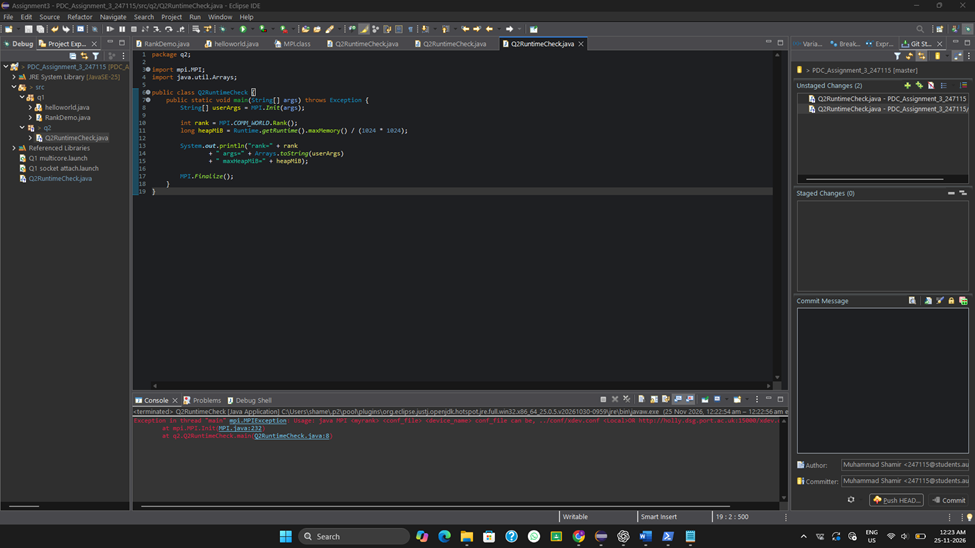 Assignment3 - PDC_Assignment_3_247115/src/q2/Q2RuntimeCheck.java - Eclipse IDE
File Edit Source Refactor Navigate Search Project Run Window Help
Debug Project Expl...
PDC_Assignment_3_247115 [
JRE System Library [JavaSE-25]
src
q1
helloworld.java
RankDemo.java
q2
Q2RuntimeCheck.java
Referenced Libraries
Q1 multicore.launch
Q1 socket attach.launch
Q2RuntimeCheck.java
RankDemo.java helloworld.java MPI.class Q2RuntimeCheck.java Q2RuntimeCheck.java Q2RuntimeCheck.java
1 package q2;
2
3 import mpi.MPI;
4 import java.util.Arrays;
5
6 public class Q2RuntimeCheck {
7 public static void main(String[] args) throws Exception {
8 String[] userArgs = MPI.Init(args);
9
10 int rank = MPI.COMM_WORLD.Rank();
11 long heapMiB = Runtime.getRuntime().maxMemory() / (1024 * 1024);
12
13 System.out.println("rank=" + rank
14 + " args=" + Arrays.toString(userArgs)
15 + " maxHeapMiB=" + heapMiB);
16
17 MPI.Finalize();
18 }
19 }
Console Problems Debug Shell
<terminated> Q2RuntimeCheck [Java Application] C:\Users\shame\.p2\pool\plugins\org.eclipse.justj.openjdk.hotspot.jre.full.win32.x86_64_25.0.5.v20261030-0959\jre\bin\javaw.exe (25 Nov 2026, 12:22:54 am – 12:22:56 am
Exception in thread "main" mpi.MPIException: Usage: java MPI <myrank> <conf_file> <device_name> conf_file can be, ../conf/xdev.conf <Local>OR http://holly.dsg.port.ac.uk:15000/xdev.
at mpi.MPI.Init(MPI.java:232)
at q2.Q2RuntimeCheck.main(Q2RuntimeCheck.java:8)
Varia... Break... Expr... Git St...
> PDC_Assignment_3_247115 [master]
Unstaged Changes (2)
Q2RuntimeCheck.java - PDC_Assignment_3_247115
Q2RuntimeCheck.java - PDC_Assignment_3_247115/
Staged Changes (0)
Commit Message
Author: Muhammad Shamir <247115@students.au
Committer: Muhammad Shamir <247115@students.au
Push HEAD... Commit
Writable Smart Insert 19 : 2 : 500
Search
ENG
US
12:23 AM
25-11-2026